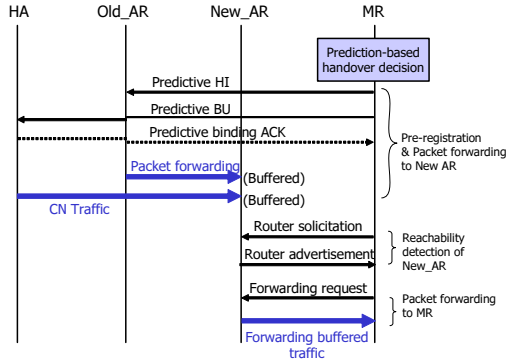 HA Old_AR New_AR MR
Prediction-based
handover decision
Predictive HI
Predictive BU
Predictive binding ACK
Pre-registration
& Packet forwarding
to New AR
Packet forwarding
(Buffered)
(Buffered)
CN Traffic
Router solicitation
Router advertisement
Reachability
detection of
New_AR
Forwarding request
Packet forwarding
to MR
Forwarding buffered
traffic